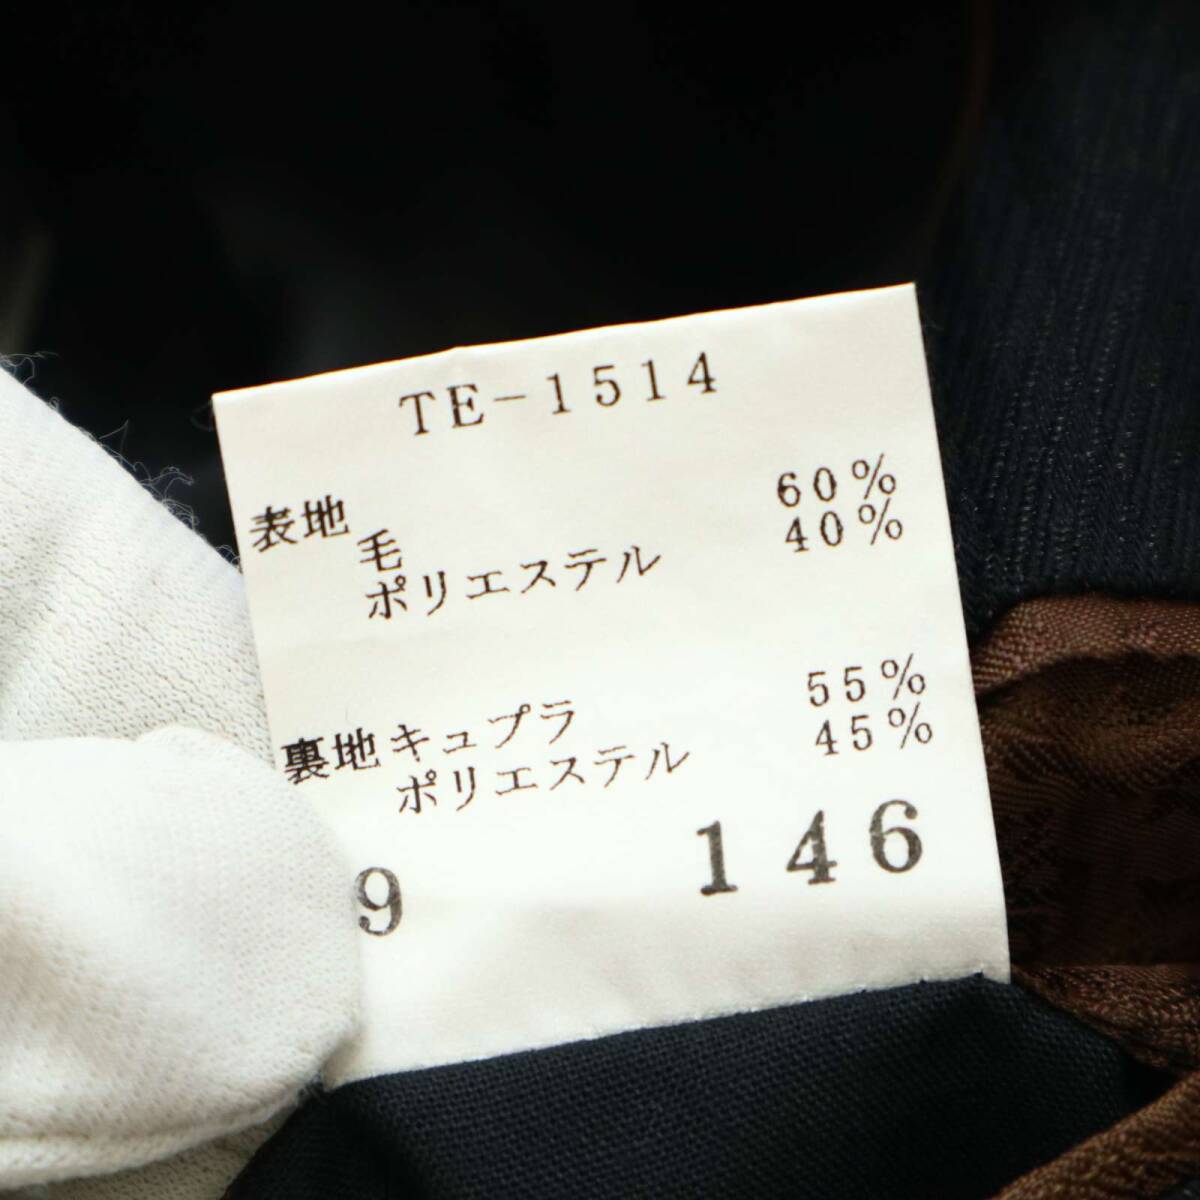 TE-1514
表地
毛 60%
ポリエステル 40%
裏地 キュプラ 55%
ポリエステル 45%
9 146